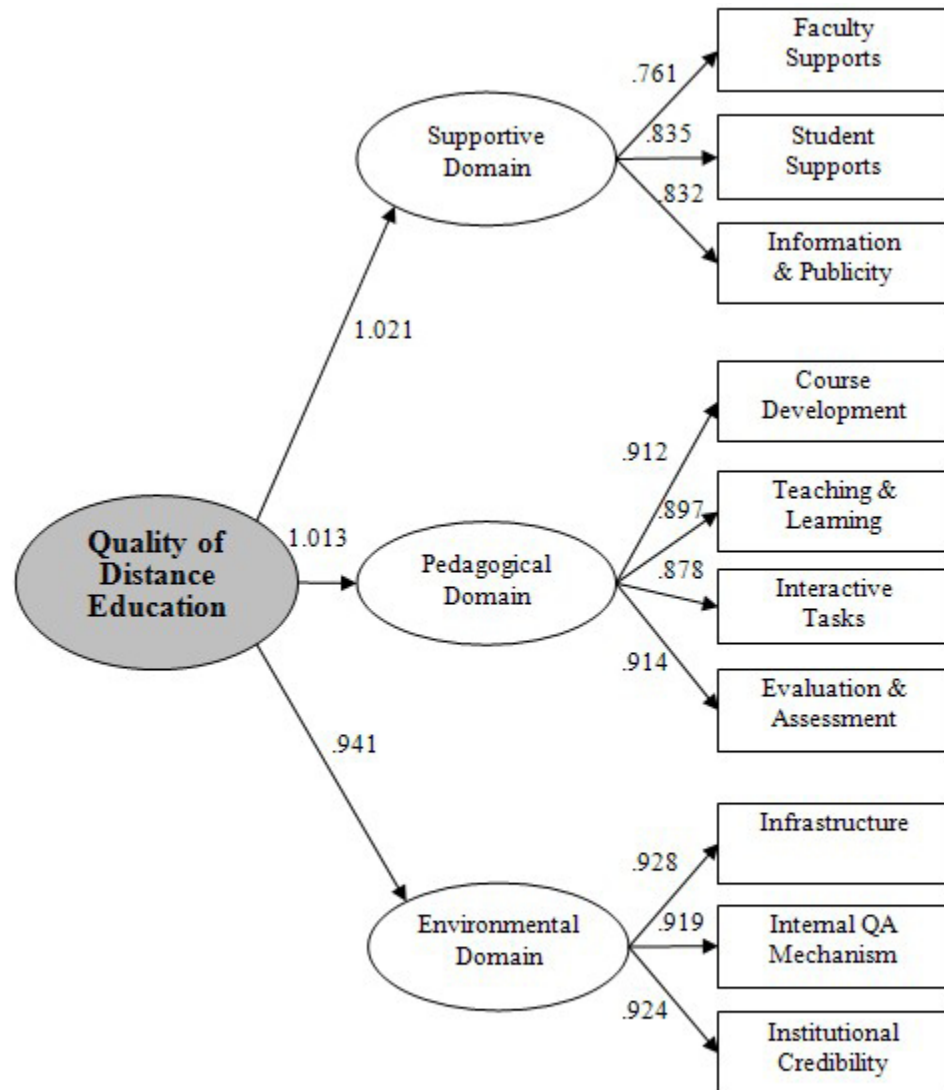 Faculty
Supports
.761
Supportive
Domain
.835
Student
Supports
.832
Information
& Publicity
1.021
Course
Development
.912
Teaching &
Learning
.897
Quality of
Distance
Education
1.013
Pedagogical
Domain
.878
Interactive
Tasks
.914
Evaluation &
Assessment
.941
Infrastructure
.928
Environmental
Domain
.919
Internal QA
Mechanism
.924
Institutional
Credibility